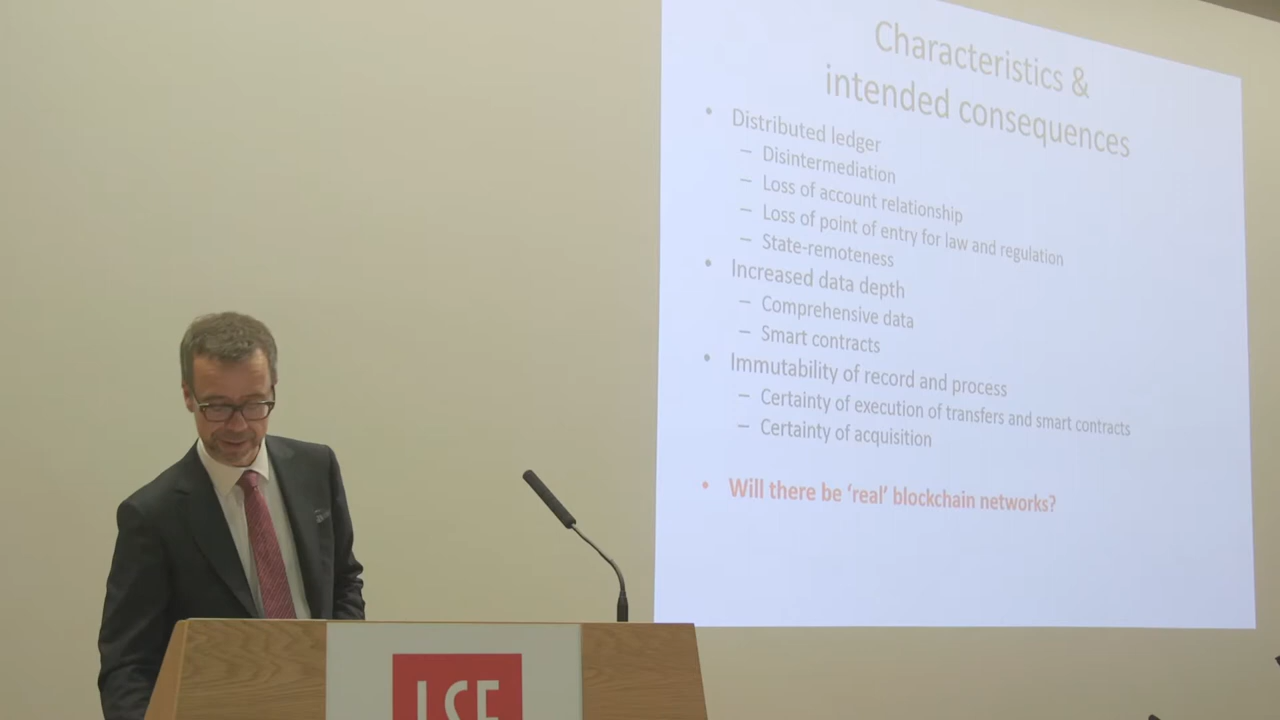 Characteristics &
intended consequences
• Distributed ledger
– Disintermediation
– Loss of account relationship
– Loss of point of entry for law and regulation
– State-remoteness
• Increased data depth
– Comprehensive data
– Smart contracts
• Immutability of record and process
– Certainty of execution of transfers and smart contracts
– Certainty of acquisition
• Will there be ‘real’ blockchain networks?
LSE